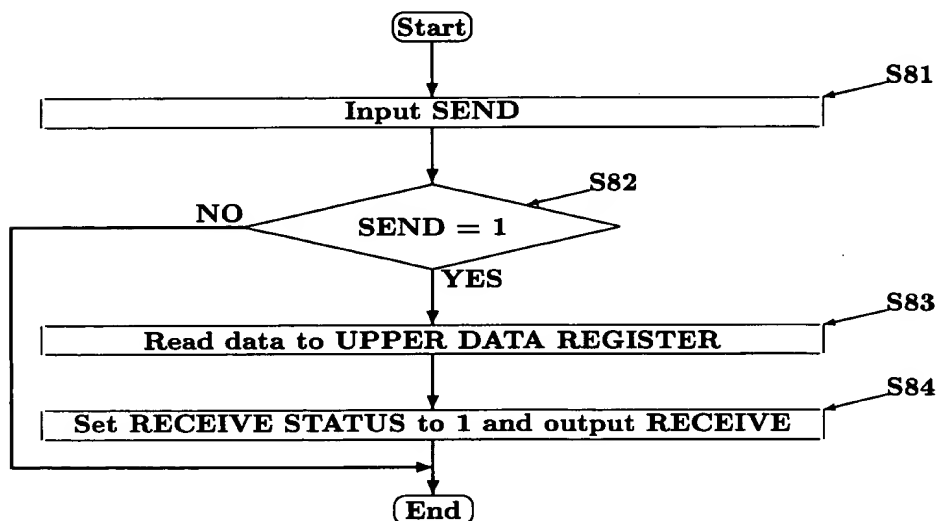 Start
S81
Input SEND
S82
NO
SEND = 1
YES
S83
Read data to UPPER DATA REGISTER
S84
Set RECEIVE STATUS to 1 and output RECEIVE
End